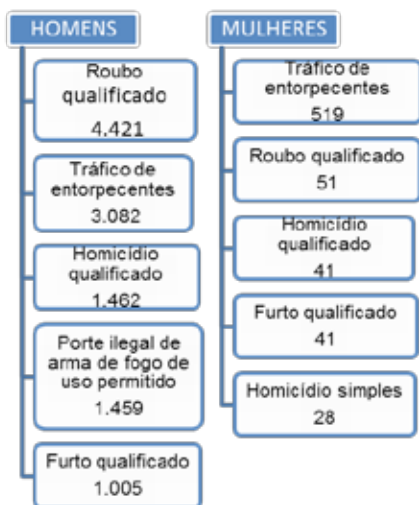 HOMENS
Roubo
qualificado
4.421
Tráfico de
entorpecentes
3.082
Homicídio
qualificado
1.462
Porte ilegal de
arma de fogo de
uso permitido
1.459
Furto qualificado
1.005
MULHERES
Tráfico de
entorpecentes
519
Roubo qualificado
51
Homicídio
qualificado
41
Furto qualificado
41
Homicídio simples
28